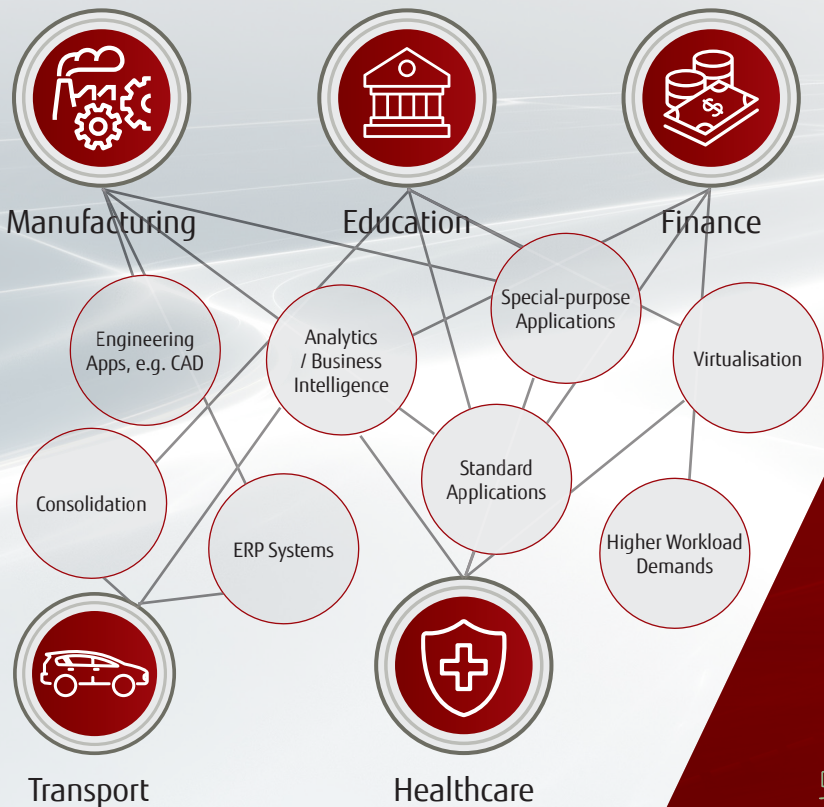 Manufacturing
Education
Finance
Special-purpose
Applications
Engineering
Apps, e.g. CAD
Analytics
/ Business
Intelligence
Virtualisation
Standard
Applications
Consolidation
ERP Systems
Higher Workload
Demands
Transport
Healthcare